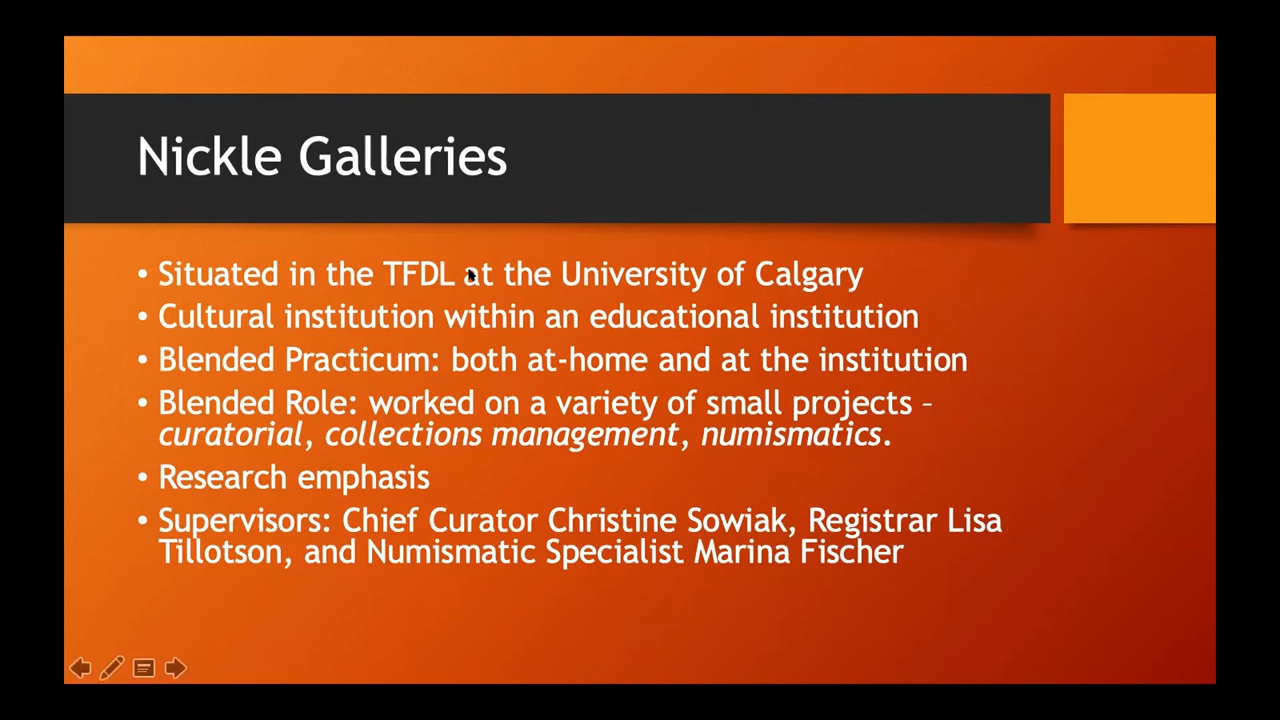 Nickle Galleries
• Situated in the TFDL at the University of Calgary
• Cultural institution within an educational institution
• Blended Practicum: both at-home and at the institution
• Blended Role: worked on a variety of small projects –
curatorial, collections management, numismatics.
• Research emphasis
• Supervisors: Chief Curator Christine Sowiak, Registrar Lisa
Tillotson, and Numismatic Specialist Marina Fischer